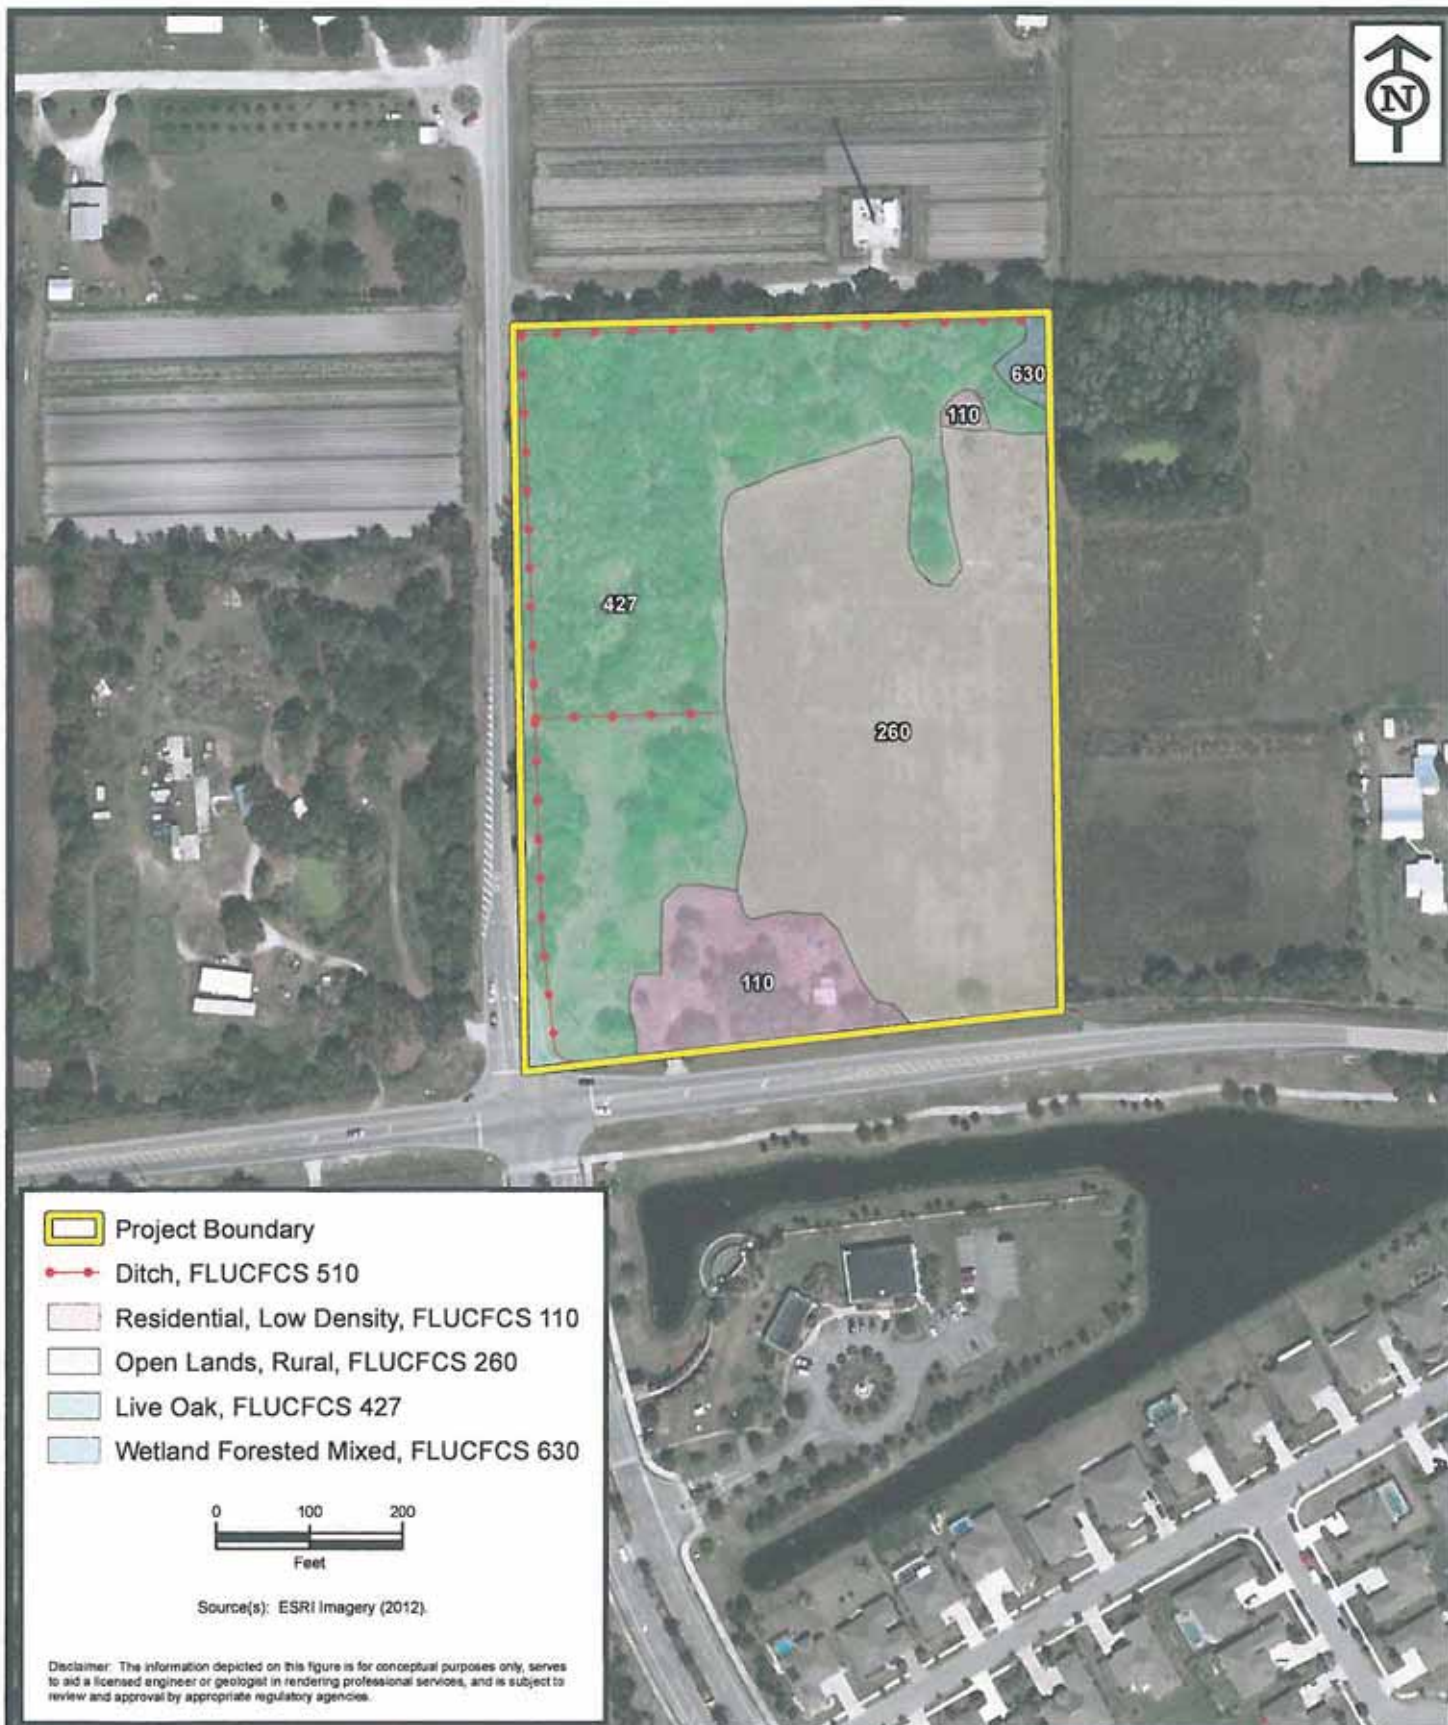 N
630
110
427
260
110
Project Boundary
Ditch, FLUCFCS 510
Residential, Low Density, FLUCFCS 110
Open Lands, Rural, FLUCFCS 260
Live Oak, FLUCFCS 427
Wetland Forested Mixed, FLUCFCS 630
0 100 200
Feet
Source(s): ESRI Imagery (2012).
Disclaimer: The information depicted on this figure is for conceptual purposes only, serves
to aid a licensed engineer or geologist in rendering professional services, and is subject to
review and approval by appropriate regulatory agencies.